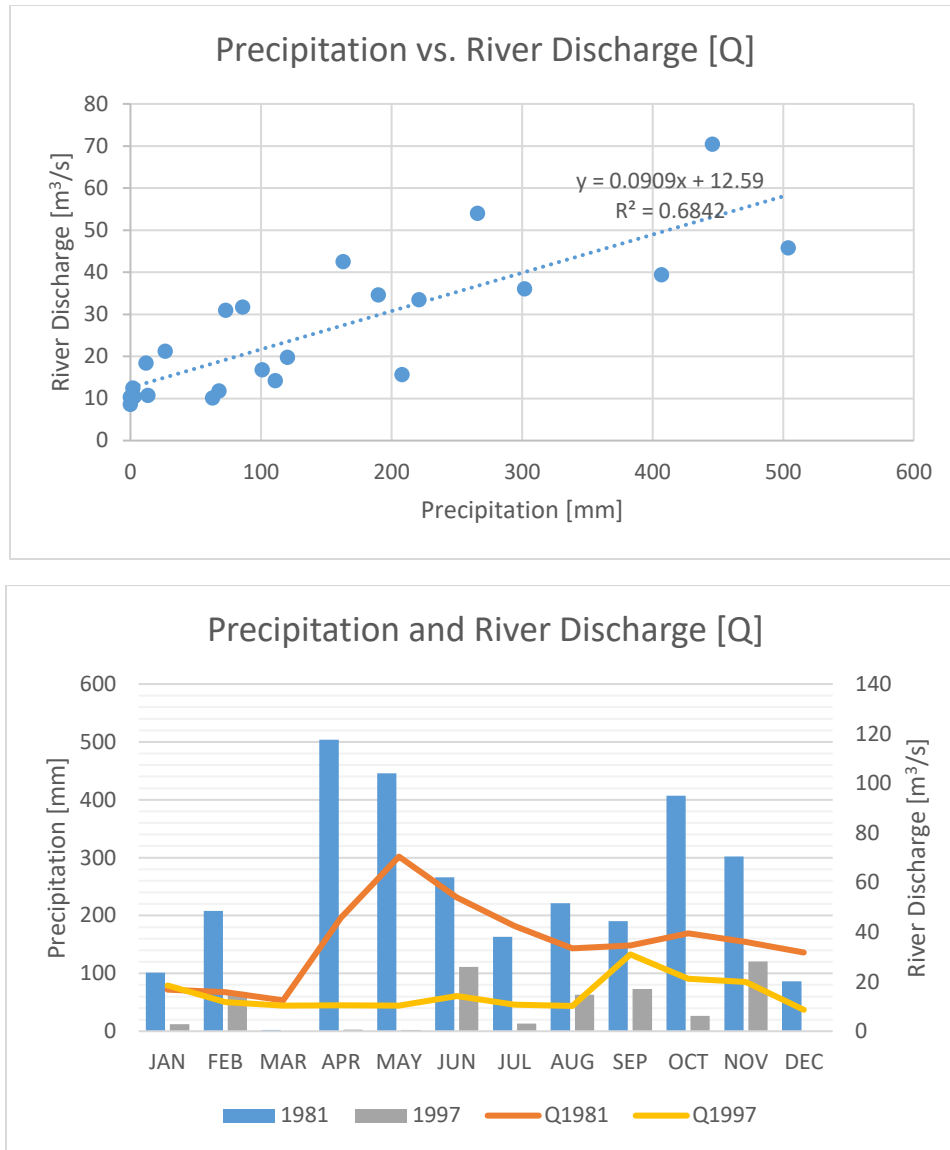 Precipitation vs. River Discharge [Q]
80
70
60
50
40
30
20
10
0
River Discharge [m³/s]
y = 0.0909x + 12.59
R² = 0.6842
0 100 200 300 400 500 600
Precipitation [mm]
Precipitation and River Discharge [Q]
600
500
400
300
200
100
0
Precipitation [mm]
140
120
100
80
60
40
20
0
River Discharge [m³/s]
JAN FEB MAR APR MAY JUN JUL AUG SEP OCT NOV DEC
1981 1997 Q1981 Q1997